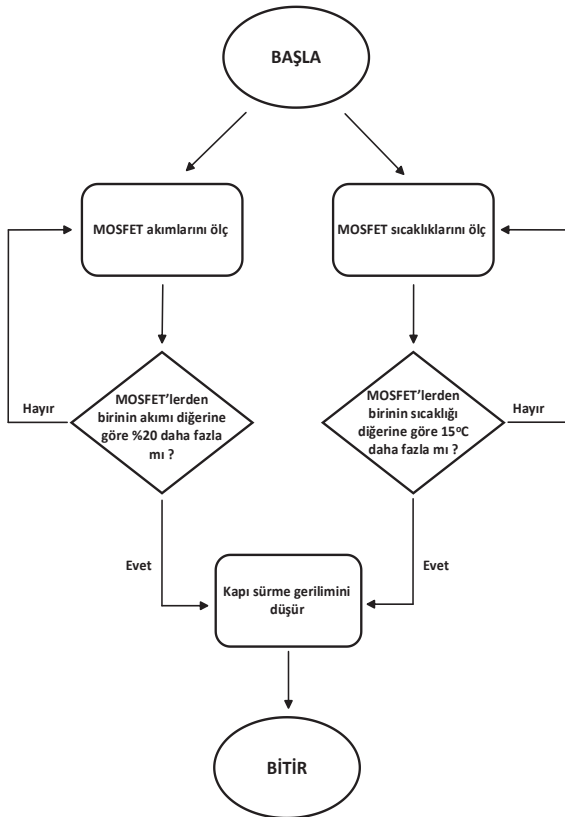 BAŞLA
MOSFET akımlarını ölç
MOSFET sıcaklıklarını ölç
MOSFET'lerden
birinin akımı diğerine
göre %20 daha fazla
mı ?
Hayır
MOSFET'lerden
birinin sıcaklığı
diğerine göre 15°C
daha fazla mı ?
Hayır
Evet
Evet
Kapı sürme gerilimini
düşür
BİTİR